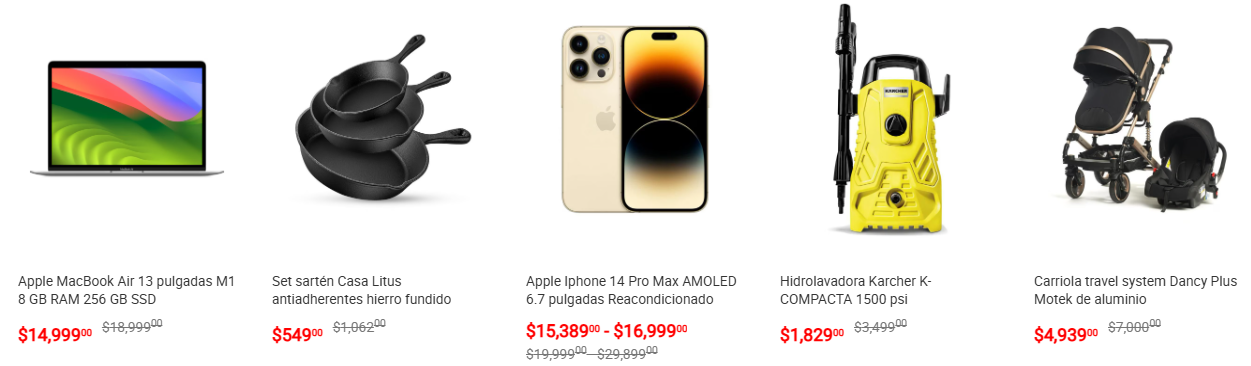 KARCHER
Apple MacBook Air 13 pulgadas M1
8 GB RAM 256 GB SSD
$14,999.00 $18,999.00
Set sartén Casa Litus
antiadherentes hierro fundido
$549.00 $1,062.00
Apple Iphone 14 Pro Max AMOLED
6.7 pulgadas Reacondicionado
$15,389.00 - $16,999.00
$19,999.00 - $29,899.00
Hidrolavadora Karcher K-
COMPACTA 1500 psi
$1,829.00 $3,499.00
Carriola travel system Dancy Plus
Motek de aluminio
$4,939.00 $7,000.00